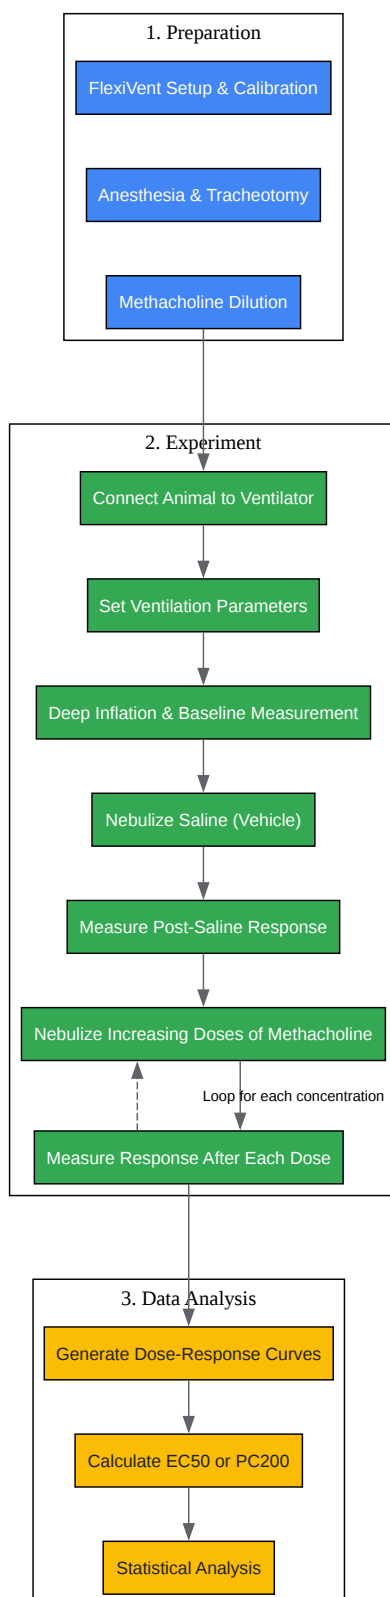 1. Preparation
FlexiVent Setup & Calibration
Anesthesia & Tracheotomy
Methacholine Dilution
2. Experiment
Connect Animal to Ventilator
Set Ventilation Parameters
Deep Inflation & Baseline Measurement
Nebulize Saline (Vehicle)
Measure Post-Saline Response
Nebulize Increasing Doses of Methacholine
Loop for each concentration
Measure Response After Each Dose
3. Data Analysis
Generate Dose-Response Curves
Calculate EC50 or PC200
Statistical Analysis